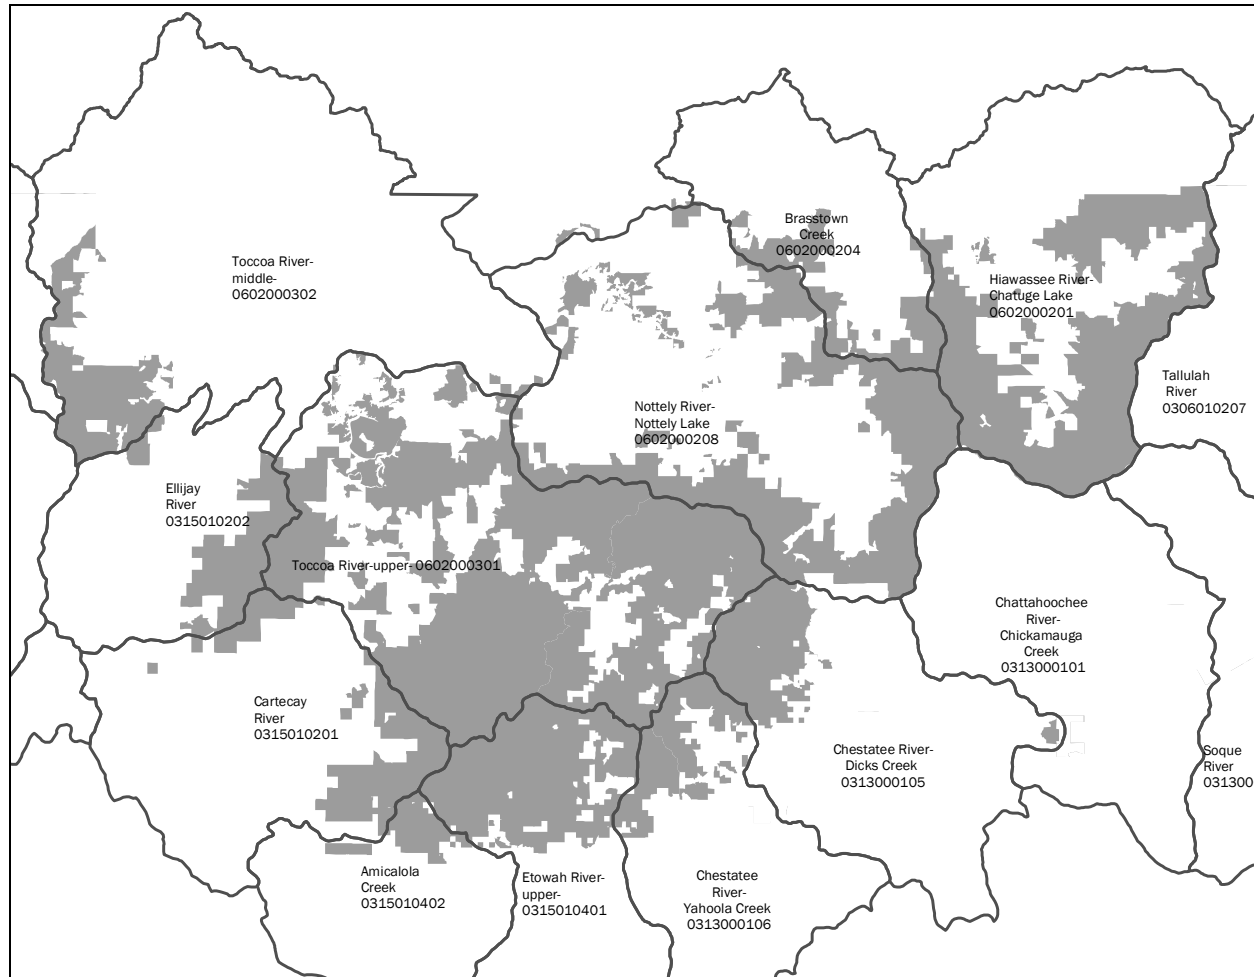 Brasstown
Creek
0602000204
Toccoa River-
middle-
0602000302
Hiawassee River-
Chatuge Lake
0602000201
Tallulah
River
0306010207
Nottely River-
Nottely Lake
0602000208
Ellijay
River
0315010202
Toccoa River-upper- 0602000301
Chattahoochee
River-
Chickamauga
Creek
0313000101
Cartecay
River
0315010201
Chestatee River-
Dicks Creek
0313000105
Soque
River
031300
Amicalola
Creek
0315010402
Etowah River-
upper-
0315010401
Chestatee
River-
Yahoola Creek
0313000106